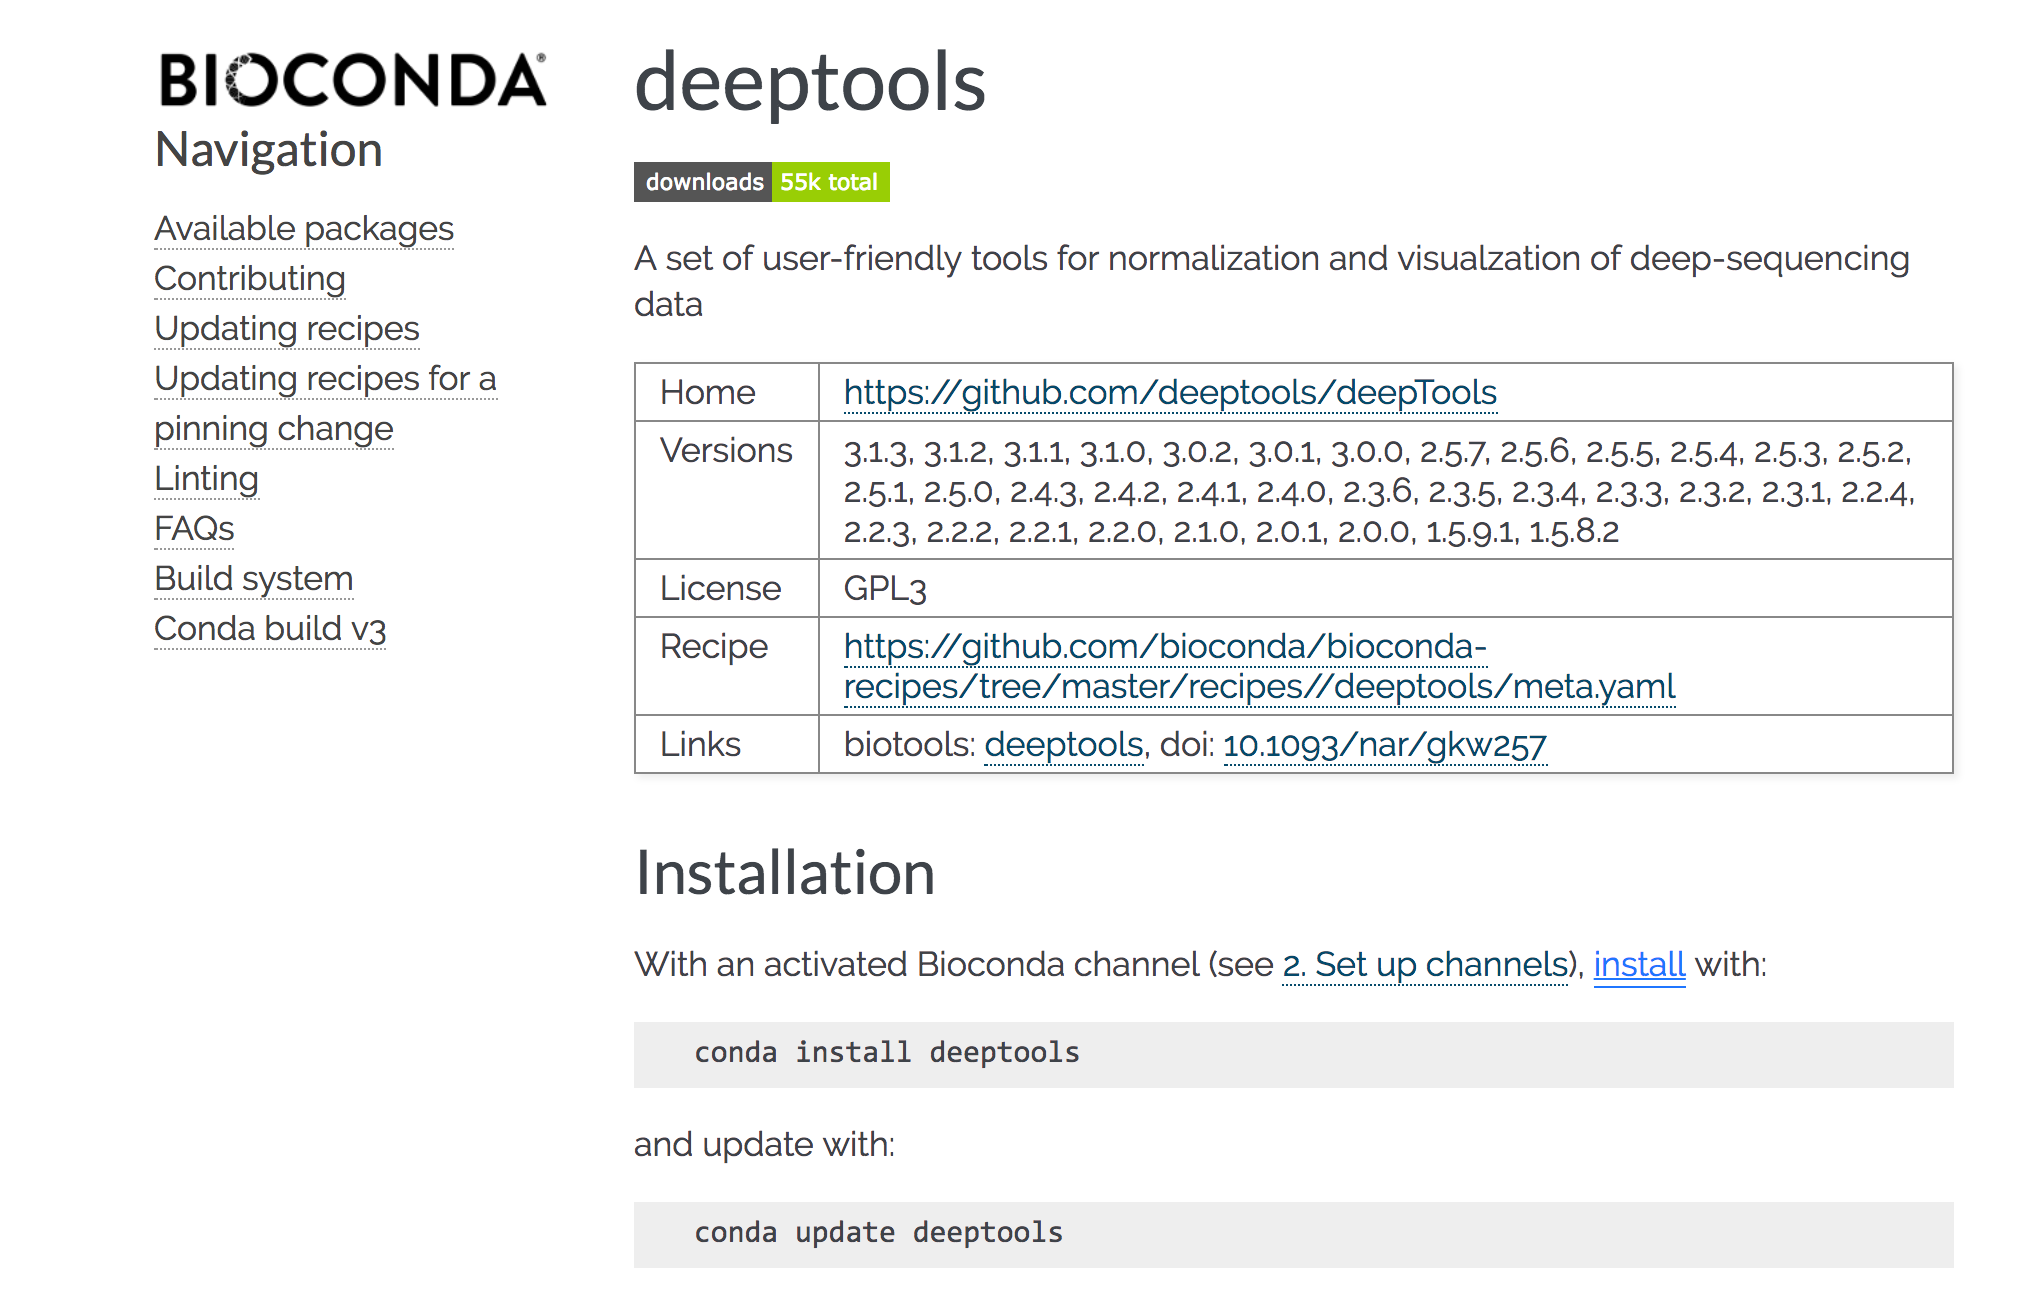 BIOCONDA®
Navigation
Available packages
Contributing
Updating recipes
Updating recipes for a
pinning change
Linting
FAQs
Build system
Conda build v3
deeptools
downloads 55k total
A set of user-friendly tools for normalization and visualzation of deep-sequencing
data
Home https://github.com/deeptools/deepTools
Versions 3.1.3, 3.1.2, 3.1.1, 3.1.0, 3.0.2, 3.0.1, 3.0.0, 2.5.7, 2.5.6, 2.5.5, 2.5.4, 2.5.3, 2.5.2,
2.5.1, 2.5.0, 2.4.3, 2.4.2, 2.4.1, 2.4.0, 2.3.6, 2.3.5, 2.3.4, 2.3.3, 2.3.2, 2.3.1, 2.2.4,
2.2.3, 2.2.2, 2.2.1, 2.2.0, 2.1.0, 2.0.1, 2.0.0, 1.5.9.1, 1.5.8.2
License GPL3
Recipe https://github.com/bioconda/bioconda-
recipes/tree/master/recipes//deeptools/meta.yaml
Links biotools: deeptools, doi: 10.1093/nar/gkw257
Installation
With an activated Bioconda channel (see 2. Set up channels), install with:
conda install deeptools
and update with:
conda update deeptools